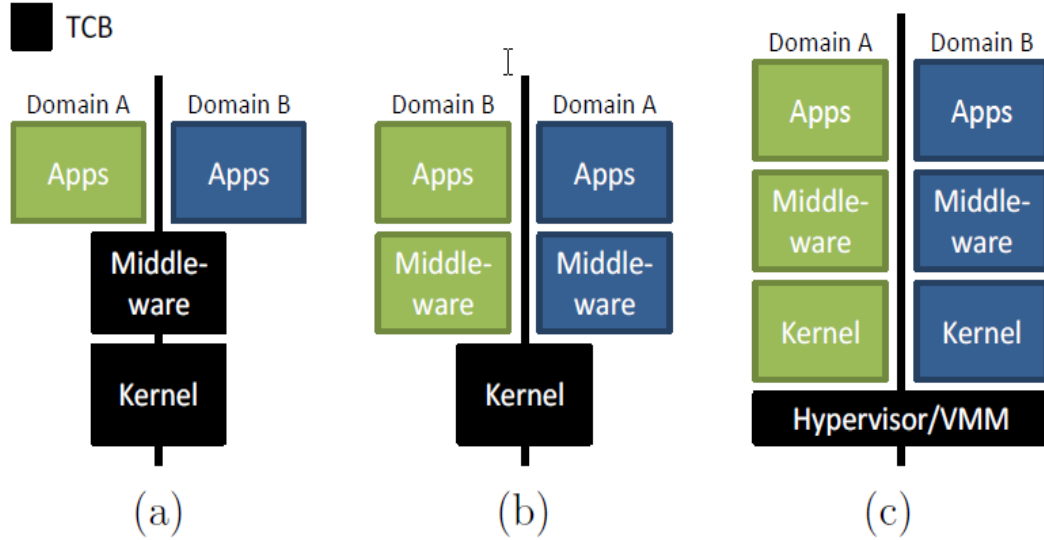 TCB
Domain A
Domain B
Apps
Apps
Middle-
ware
Kernel
(a)
Domain B
Domain A
Apps
Apps
Middle-
ware
Middle-
ware
Kernel
(b)
Domain A
Domain B
Apps
Apps
Middle-
ware
Middle-
ware
Kernel
Kernel
Hypervisor/VMM
(c)